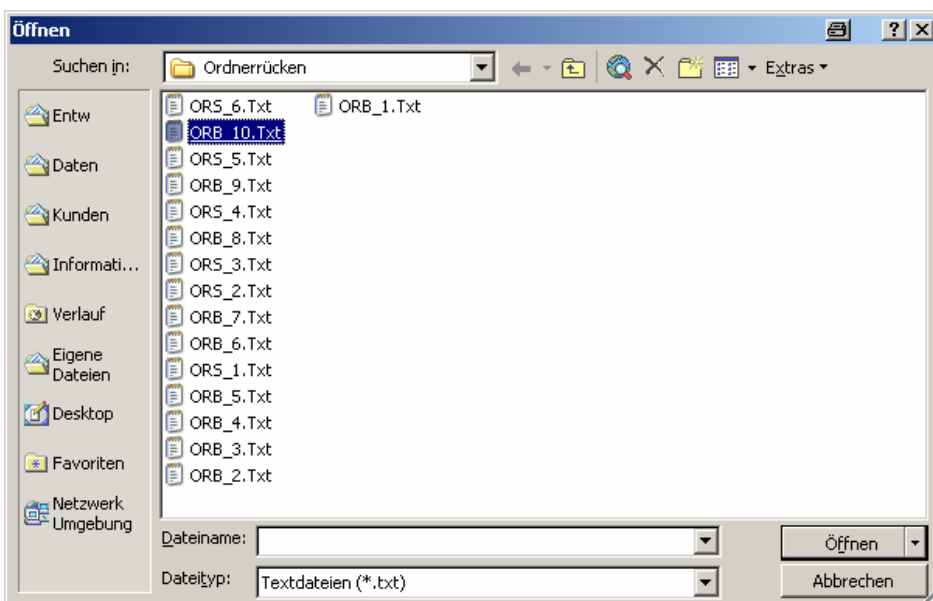 Öffnen
Suchen in: Ordnerrücken Extras
Entw
Daten
Kunden
Informati...
Verlauf
Eigene
Dateien
Desktop
Favoriten
Netzwerk
Umgebung
ORS_6.Txt ORB_1.Txt
ORB_10.Txt
ORS_5.Txt
ORB_9.Txt
ORS_4.Txt
ORB_8.Txt
ORS_3.Txt
ORS_2.Txt
ORB_7.Txt
ORB_6.Txt
ORS_1.Txt
ORB_5.Txt
ORB_4.Txt
ORB_3.Txt
ORB_2.Txt
Dateiname: Öffnen
Dateityp: Textdateien (*.txt) Abbrechen